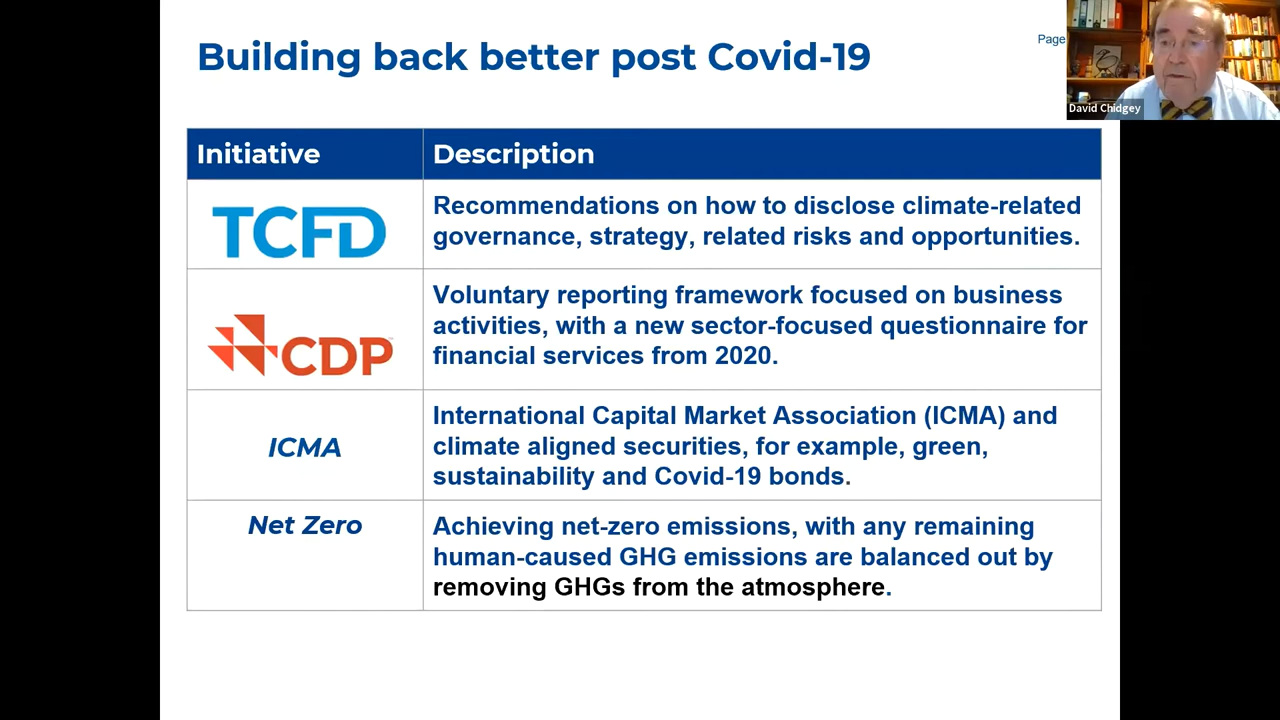 Building back better post Covid-19
Page
David Chidgey
Initiative
Description
TCFD
Recommendations on how to disclose climate-related
governance, strategy, related risks and opportunities.
CDP
Voluntary reporting framework focused on business
activities, with a new sector-focused questionnaire for
financial services from 2020.
ICMA
International Capital Market Association (ICMA) and
climate aligned securities, for example, green,
sustainability and Covid-19 bonds.
Net Zero
Achieving net-zero emissions, with any remaining
human-caused GHG emissions are balanced out by
removing GHGs from the atmosphere.